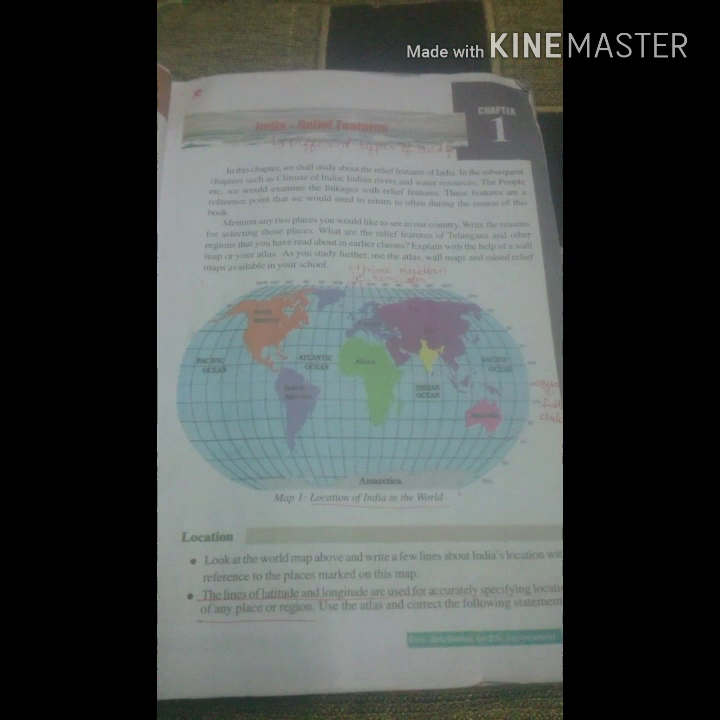 Made with KINEMASTER
CHAPTER
1
India - Relief Features
In this chapter, we shall study about the relief features of India. In the subsequent
chapters such as Climate of India; Indian rivers and water resources; The People
etc., we would examine the linkages with relief features. These features are a
reference point that we would need to return to often during the course of this
book.
Mention any two places you would like to see in our country. Write the reasons
for selecting those places. What are the relief features of Telangana and other
regions that you have read about in earlier classes? Explain with the help of a wall
map or your atlas. As you study further, use the atlas, wall maps and raised relief
maps available in your school.
Prime meridian
North
America
PACIFIC
OCEAN
ATLANTIC
OCEAN
Africa
South
America
INDIAN
OCEAN
PACIFIC
OCEAN
Australia
Antarctica
Map 1: Location of India in the World
Location
• Look at the world map above and write a few lines about India's location wit
reference to the places marked on this map.
• The lines of latitude and longitude are used for accurately specifying locati
of any place or region. Use the atlas and correct the following statement